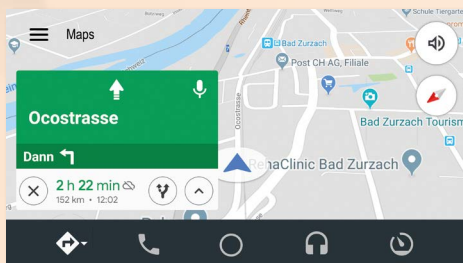 Maps
Schule Tiergarte
Bad Zurzach
Post CH AG, Filiale
Ocostrasse
Ocostrasse
Bad Zurzach Tourism
Dann
RehaClinic Bad Zurzach
2 h 22 min
152 km • 12:02